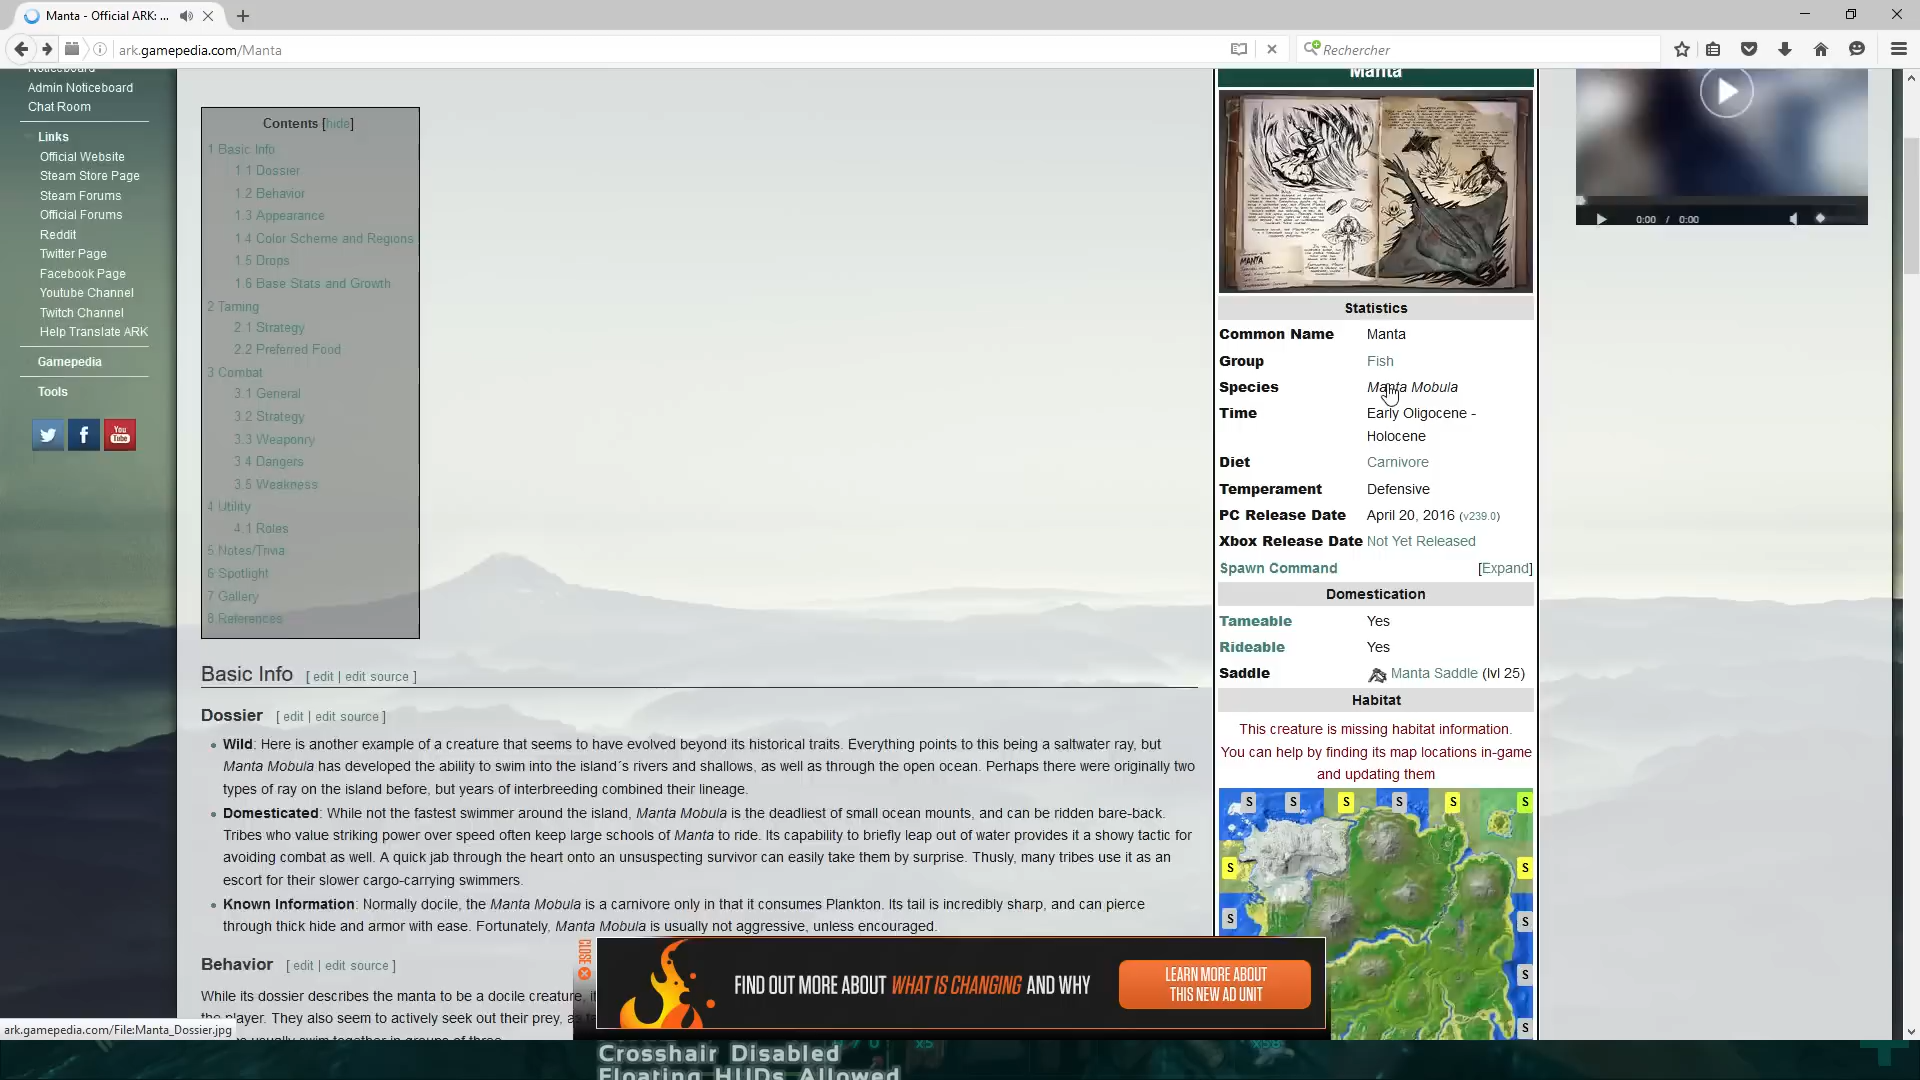 Manta - Official ARK: ...
ark.gamepedia.com/Manta
Rechercher
Noticeboard
Admin Noticeboard
Chat Room
Links
Official Website
Steam Store Page
Steam Forums
Official Forums
Reddit
Twitter Page
Facebook Page
Youtube Channel
Twitch Channel
Help Translate ARK
Gamepedia
Tools
You
Tube
Contents [hide]
1 Basic Info
1.1 Dossier
1.2 Behavior
1.3 Appearance
1.4 Color Scheme and Regions
1.5 Drops
1.6 Base Stats and Growth
2 Taming
2.1 Strategy
2.2 Preferred Food
3 Combat
3.1 General
3.2 Strategy
3.3 Weaponry
3.4 Dangers
3.5 Weakness
4 Utility
4.1 Roles
5 Notes/Trivia
6 Spotlight
7 Gallery
8 References
Basic Info [ edit | edit source ]
Dossier [ edit | edit source ]
Wild: Here is another example of a creature that seems to have evolved beyond its historical traits. Everything points to this being a saltwater ray, but
Manta Mobula has developed the ability to swim into the island´s rivers and shallows, as well as through the open ocean. Perhaps there were originally two
types of ray on the island before, but years of interbreeding combined their lineage.
Domesticated: While not the fastest swimmer around the island, Manta Mobula is the deadliest of small ocean mounts, and can be ridden bare-back.
Tribes who value striking power over speed often keep large schools of Manta to ride. Its capability to briefly leap out of water provides it a showy tactic for
avoiding combat as well. A quick jab through the heart onto an unsuspecting survivor can easily take them by surprise. Thusly, many tribes use it as an
escort for their slower cargo-carrying swimmers.
Known Information: Normally docile, the Manta Mobula is a carnivore only in that it consumes Plankton. Its tail is incredibly sharp, and can pierce
through thick hide and armor with ease. Fortunately, Manta Mobula is usually not aggressive, unless encouraged.
Behavior [ edit | edit source ]
While its dossier describes the manta to be a docile creature,
the player. They also seem to actively seek out their prey,
usually swim together in groups of three
Manta
MANTA
Statistics
Common Name Manta
Group Fish
Species Manta Mobula
Time Early Oligocene -
Holocene
Diet Carnivore
Temperament Defensive
PC Release Date April 20, 2016 (v239.0)
Xbox Release Date Not Yet Released
Spawn Command [Expand]
Domestication
Tameable Yes
Rideable Yes
Saddle Manta Saddle (lvl 25)
Habitat
This creature is missing habitat information.
You can help by finding its map locations in-game
and updating them
S S S S S S
S S
S S
S
S
0:00 / 0:00
CLOSE
FIND OUT MORE ABOUT WHAT IS CHANGING AND WHY
LEARN MORE ABOUT
THIS NEW AD UNIT
ark.gamepedia.com/File:Manta_Dossier.jpg
x5
x58
Crosshair Disabled
Floating HUDs Allowed